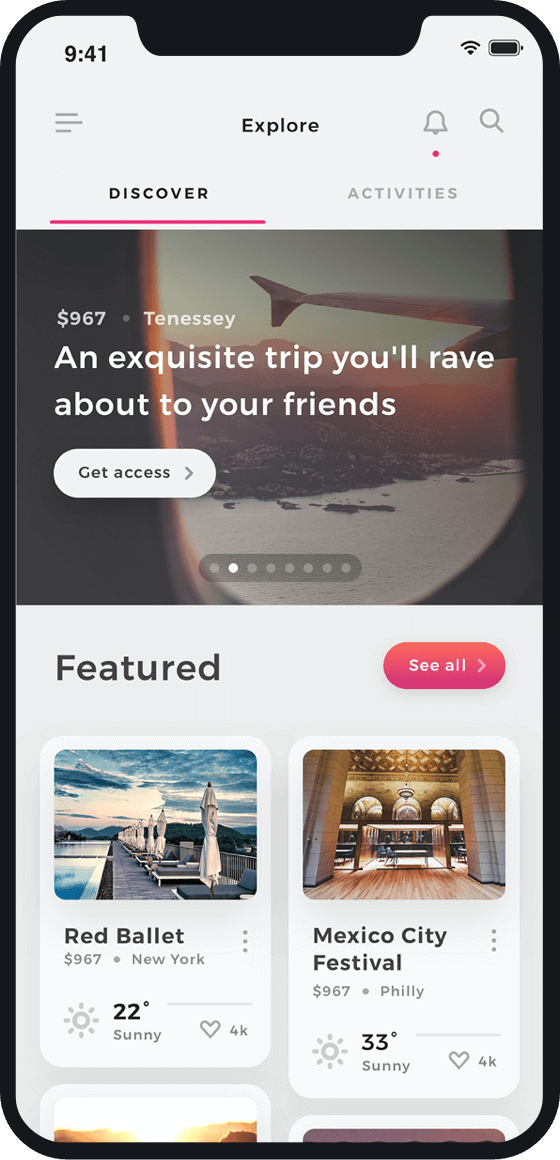 9:41
Explore
DISCOVER
ACTIVITIES
$967 • Tenessey
An exquisite trip you'll rave
about to your friends
Get access
Featured
See all
Red Ballet
$967 • New York
22°
Sunny
4k
Mexico City
Festival
$967 • Philly
33°
Sunny
4k